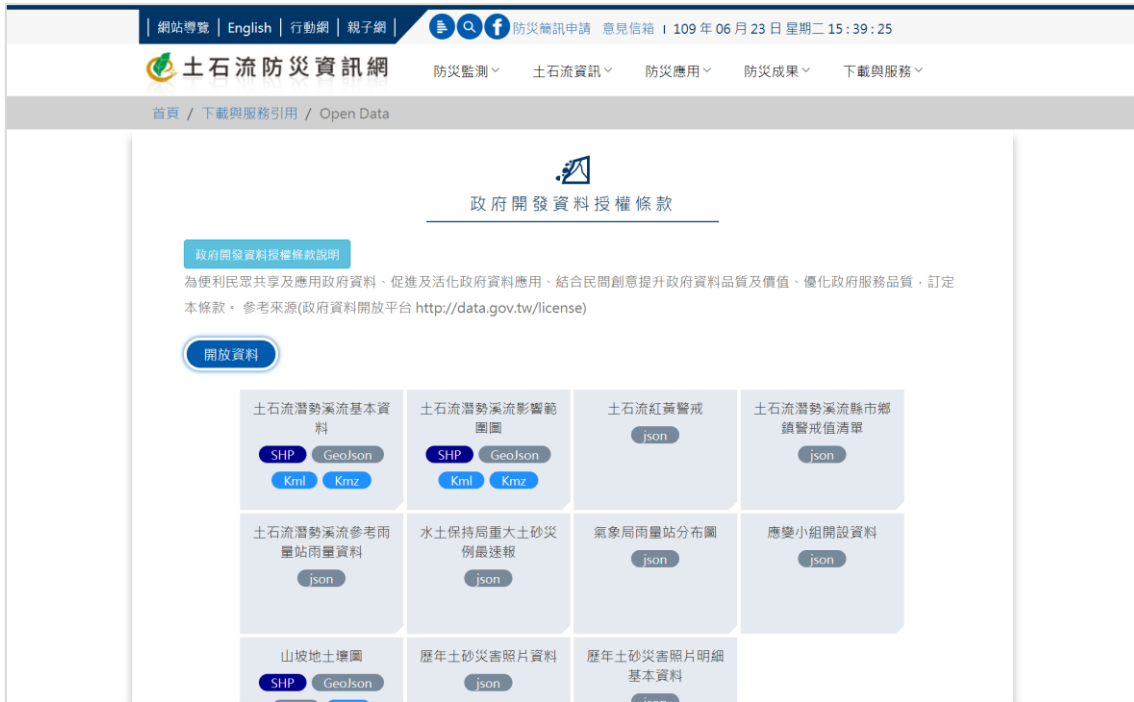 網站導覽 | English | 行動網 | 親子網 | 防災簡訊申請 意見信箱 | 109 年 06 月 23 日 星期二 15:39:25
土石流防災資訊網 防災監測 土石流資訊 防災應用 防災成果 下載與服務
首頁 / 下載與服務引用 / Open Data
政府開發資料授權條款
政府開發資料授權條款說明
為便利民眾共享及應用政府資料、促進及活化政府資料應用、結合民間創意提升政府資料品質及價值、優化政府服務品質，訂定
本條款。 參考來源(政府資料開放平台 http://data.gov.tw/license)
開放資料
土石流潛勢溪流基本資
料
SHP GeoJson
Kml Kmz
土石流潛勢溪流影響範
圍圖
SHP GeoJson
Kml Kmz
土石流紅黃警戒
json
土石流潛勢溪流縣市鄉
鎮警戒值清單
json
土石流潛勢溪流參考雨
量站雨量資料
json
水土保持局重大土砂災
例最速報
json
氣象局雨量站分布圖
json
應變小組開設資料
json
山坡地土壤圖
SHP GeoJson
歷年土砂災害照片資料
json
歷年土砂災害照片明細
基本資料
json